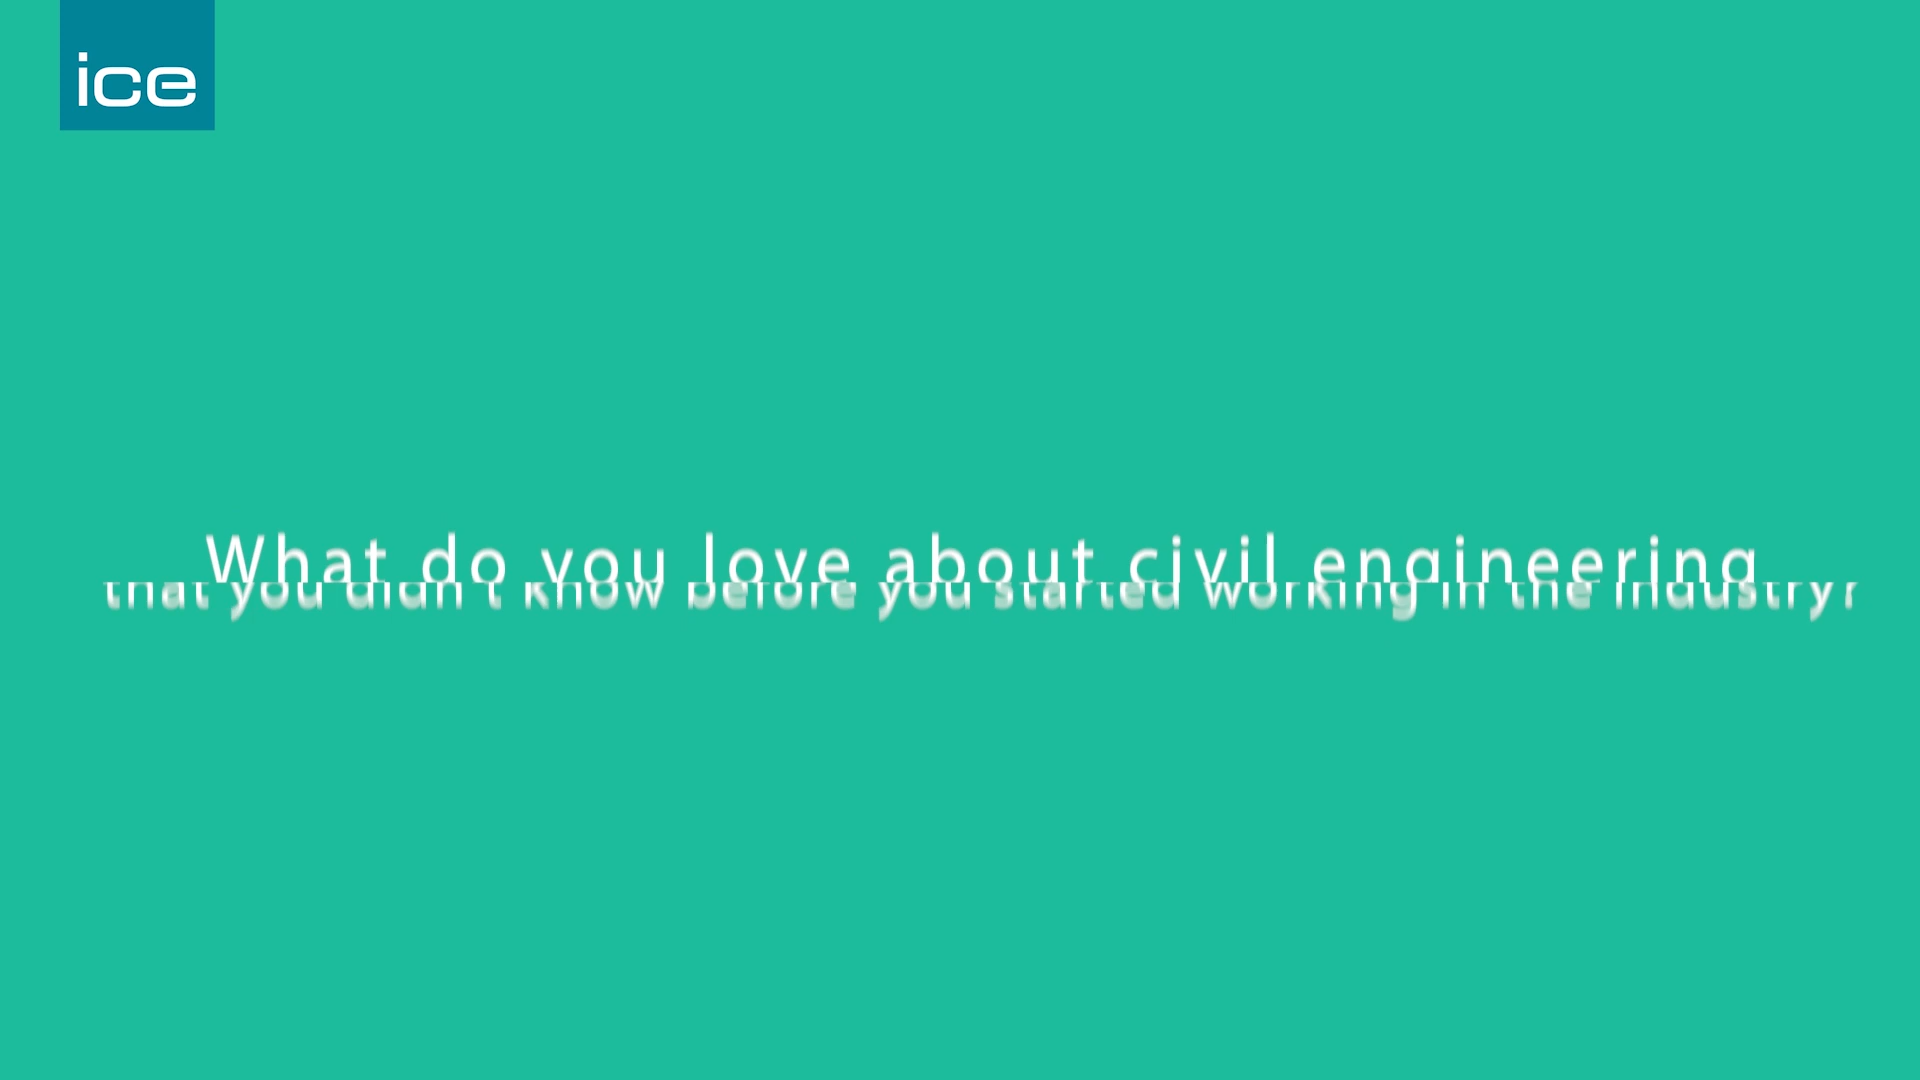 ice
What do you love about civil engineering
that you didn't know before you started working in the industry?